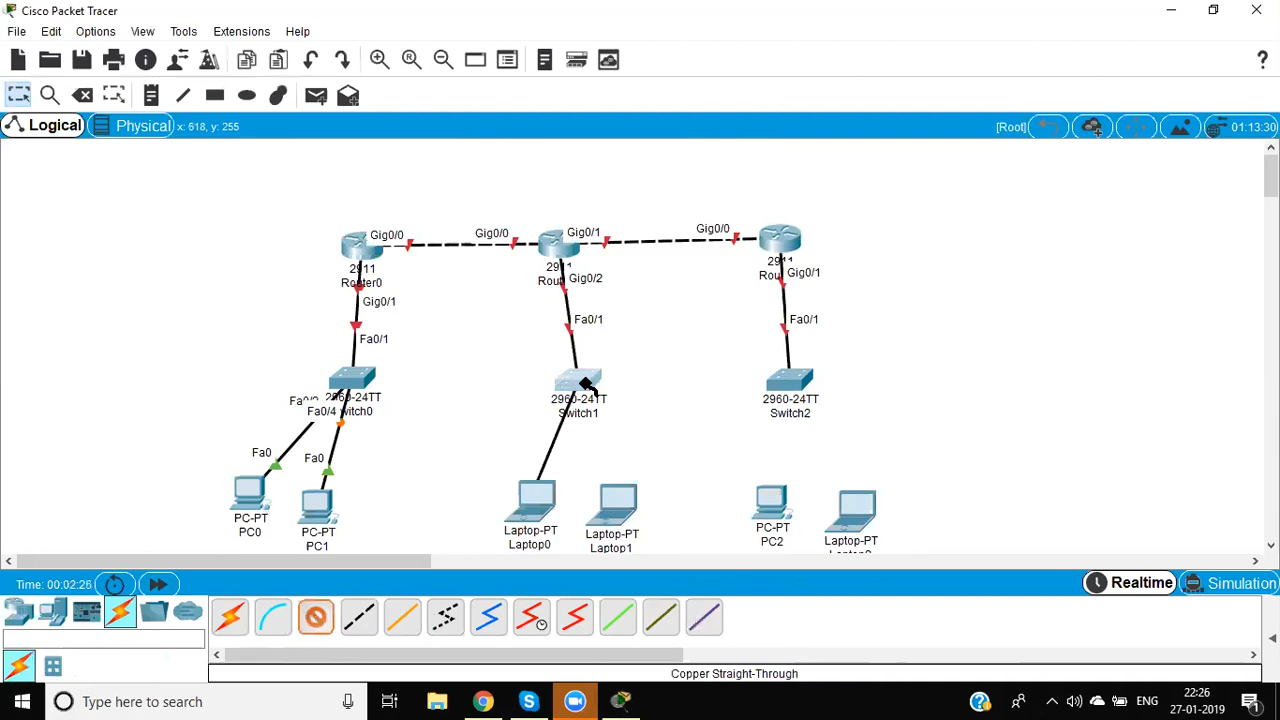 Cisco Packet Tracer
File Edit Options View Tools Extensions Help
?
Logical Physical x: 618, y: 255 [Root] 01:13:30
Gig0/0 Gig0/0 Gig0/1 Gig0/0
2911
Router0
Gig0/1
Fa0/1
Gig0/2
Fa0/1
Gig0/1
Fa0/1
2960-24TT
Fa0/4
2960-24TT
Switch1
2960-24TT
Switch2
Fa0 Fa0
PC-PT
PC0
PC-PT
PC1
Laptop-PT
Laptop0
Laptop-PT
Laptop1
PC-PT
PC2
Laptop-PT
Time: 00:02:26 Realtime Simulation
Copper Straight-Through
Type here to search
ENG
22:26
27-01-2019
1